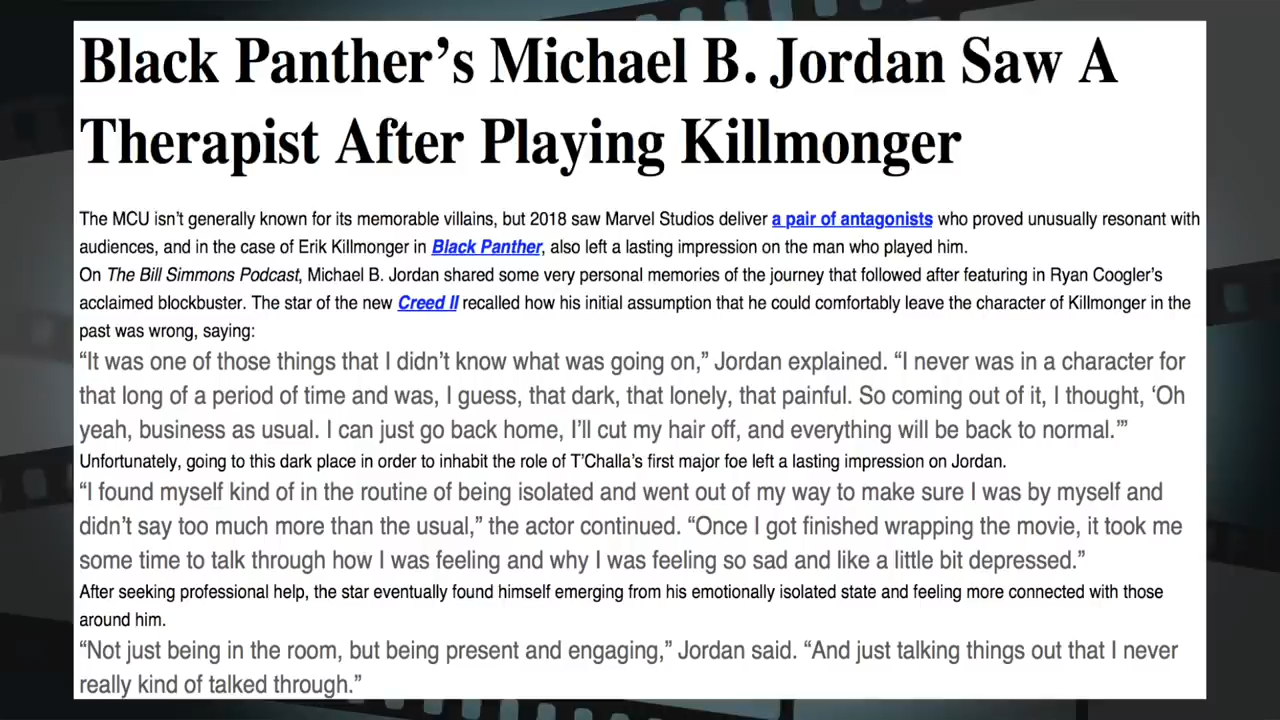 Black Panther’s Michael B. Jordan Saw A
Therapist After Playing Killmonger
The MCU isn’t generally known for its memorable villains, but 2018 saw Marvel Studios deliver a pair of antagonists who proved unusually resonant with
audiences, and in the case of Erik Killmonger in Black Panther, also left a lasting impression on the man who played him.
On The Bill Simmons Podcast, Michael B. Jordan shared some very personal memories of the journey that followed after featuring in Ryan Coogler’s
acclaimed blockbuster. The star of the new Creed II recalled how his initial assumption that he could comfortably leave the character of Killmonger in the
past was wrong, saying:
“It was one of those things that I didn’t know what was going on,” Jordan explained. “I never was in a character for
that long of a period of time and was, I guess, that dark, that lonely, that painful. So coming out of it, I thought, ‘Oh
yeah, business as usual. I can just go back home, I’ll cut my hair off, and everything will be back to normal.’”
Unfortunately, going to this dark place in order to inhabit the role of T’Challa’s first major foe left a lasting impression on Jordan.
“I found myself kind of in the routine of being isolated and went out of my way to make sure I was by myself and
didn’t say too much more than the usual,” the actor continued. “Once I got finished wrapping the movie, it took me
some time to talk through how I was feeling and why I was feeling so sad and like a little bit depressed.”
After seeking professional help, the star eventually found himself emerging from his emotionally isolated state and feeling more connected with those
around him.
“Not just being in the room, but being present and engaging,” Jordan said. “And just talking things out that I never
really kind of talked through.”